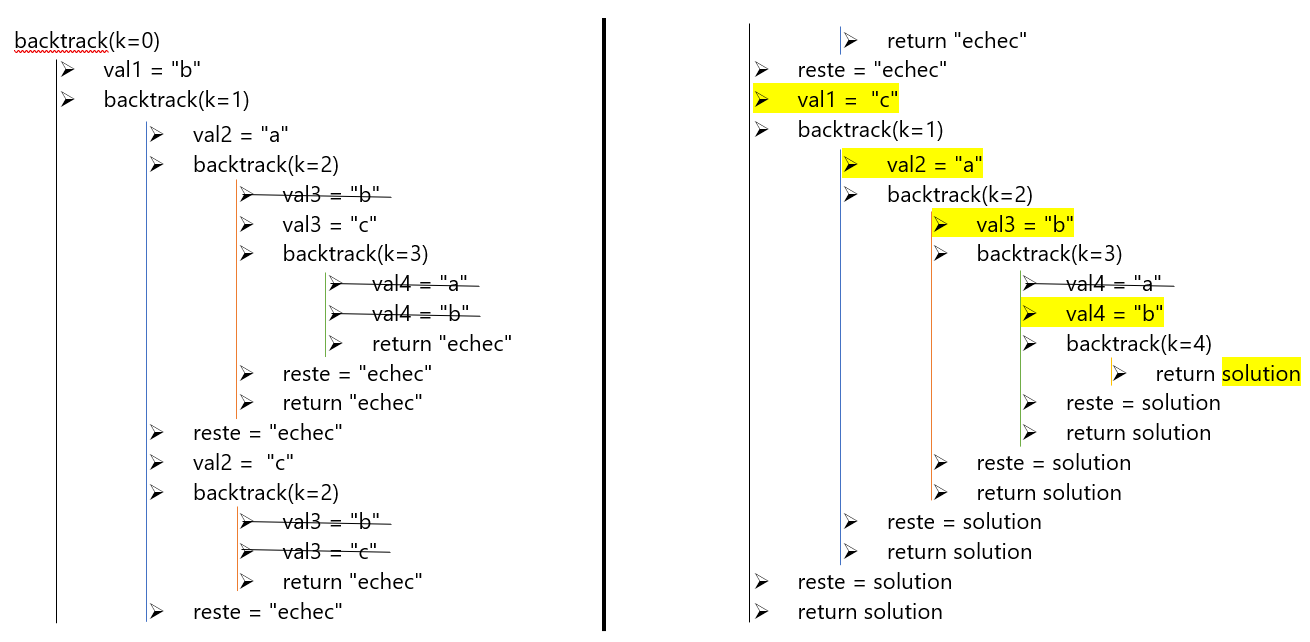 backtrack(k=0)
val1 = "b"
backtrack(k=1)
val2 = "a"
backtrack(k=2)
val3 = "b"
val3 = "c"
backtrack(k=3)
val4 = "a"
val4 = "b"
return "echec"
reste = "echec"
return "echec"
reste = "echec"
val2 =  "c"
backtrack(k=2)
val3 = "b"
val3 = "c"
return "echec"
reste = "echec"
return "echec"
reste = "echec"
val1 =  "c"
backtrack(k=1)
val2 = "a"
backtrack(k=2)
val3 = "b"
backtrack(k=3)
val4 = "a"
val4 = "b"
backtrack(k=4)
return solution
reste = solution
return solution
reste = solution
return solution
reste = solution
return solution
reste = solution
return solution